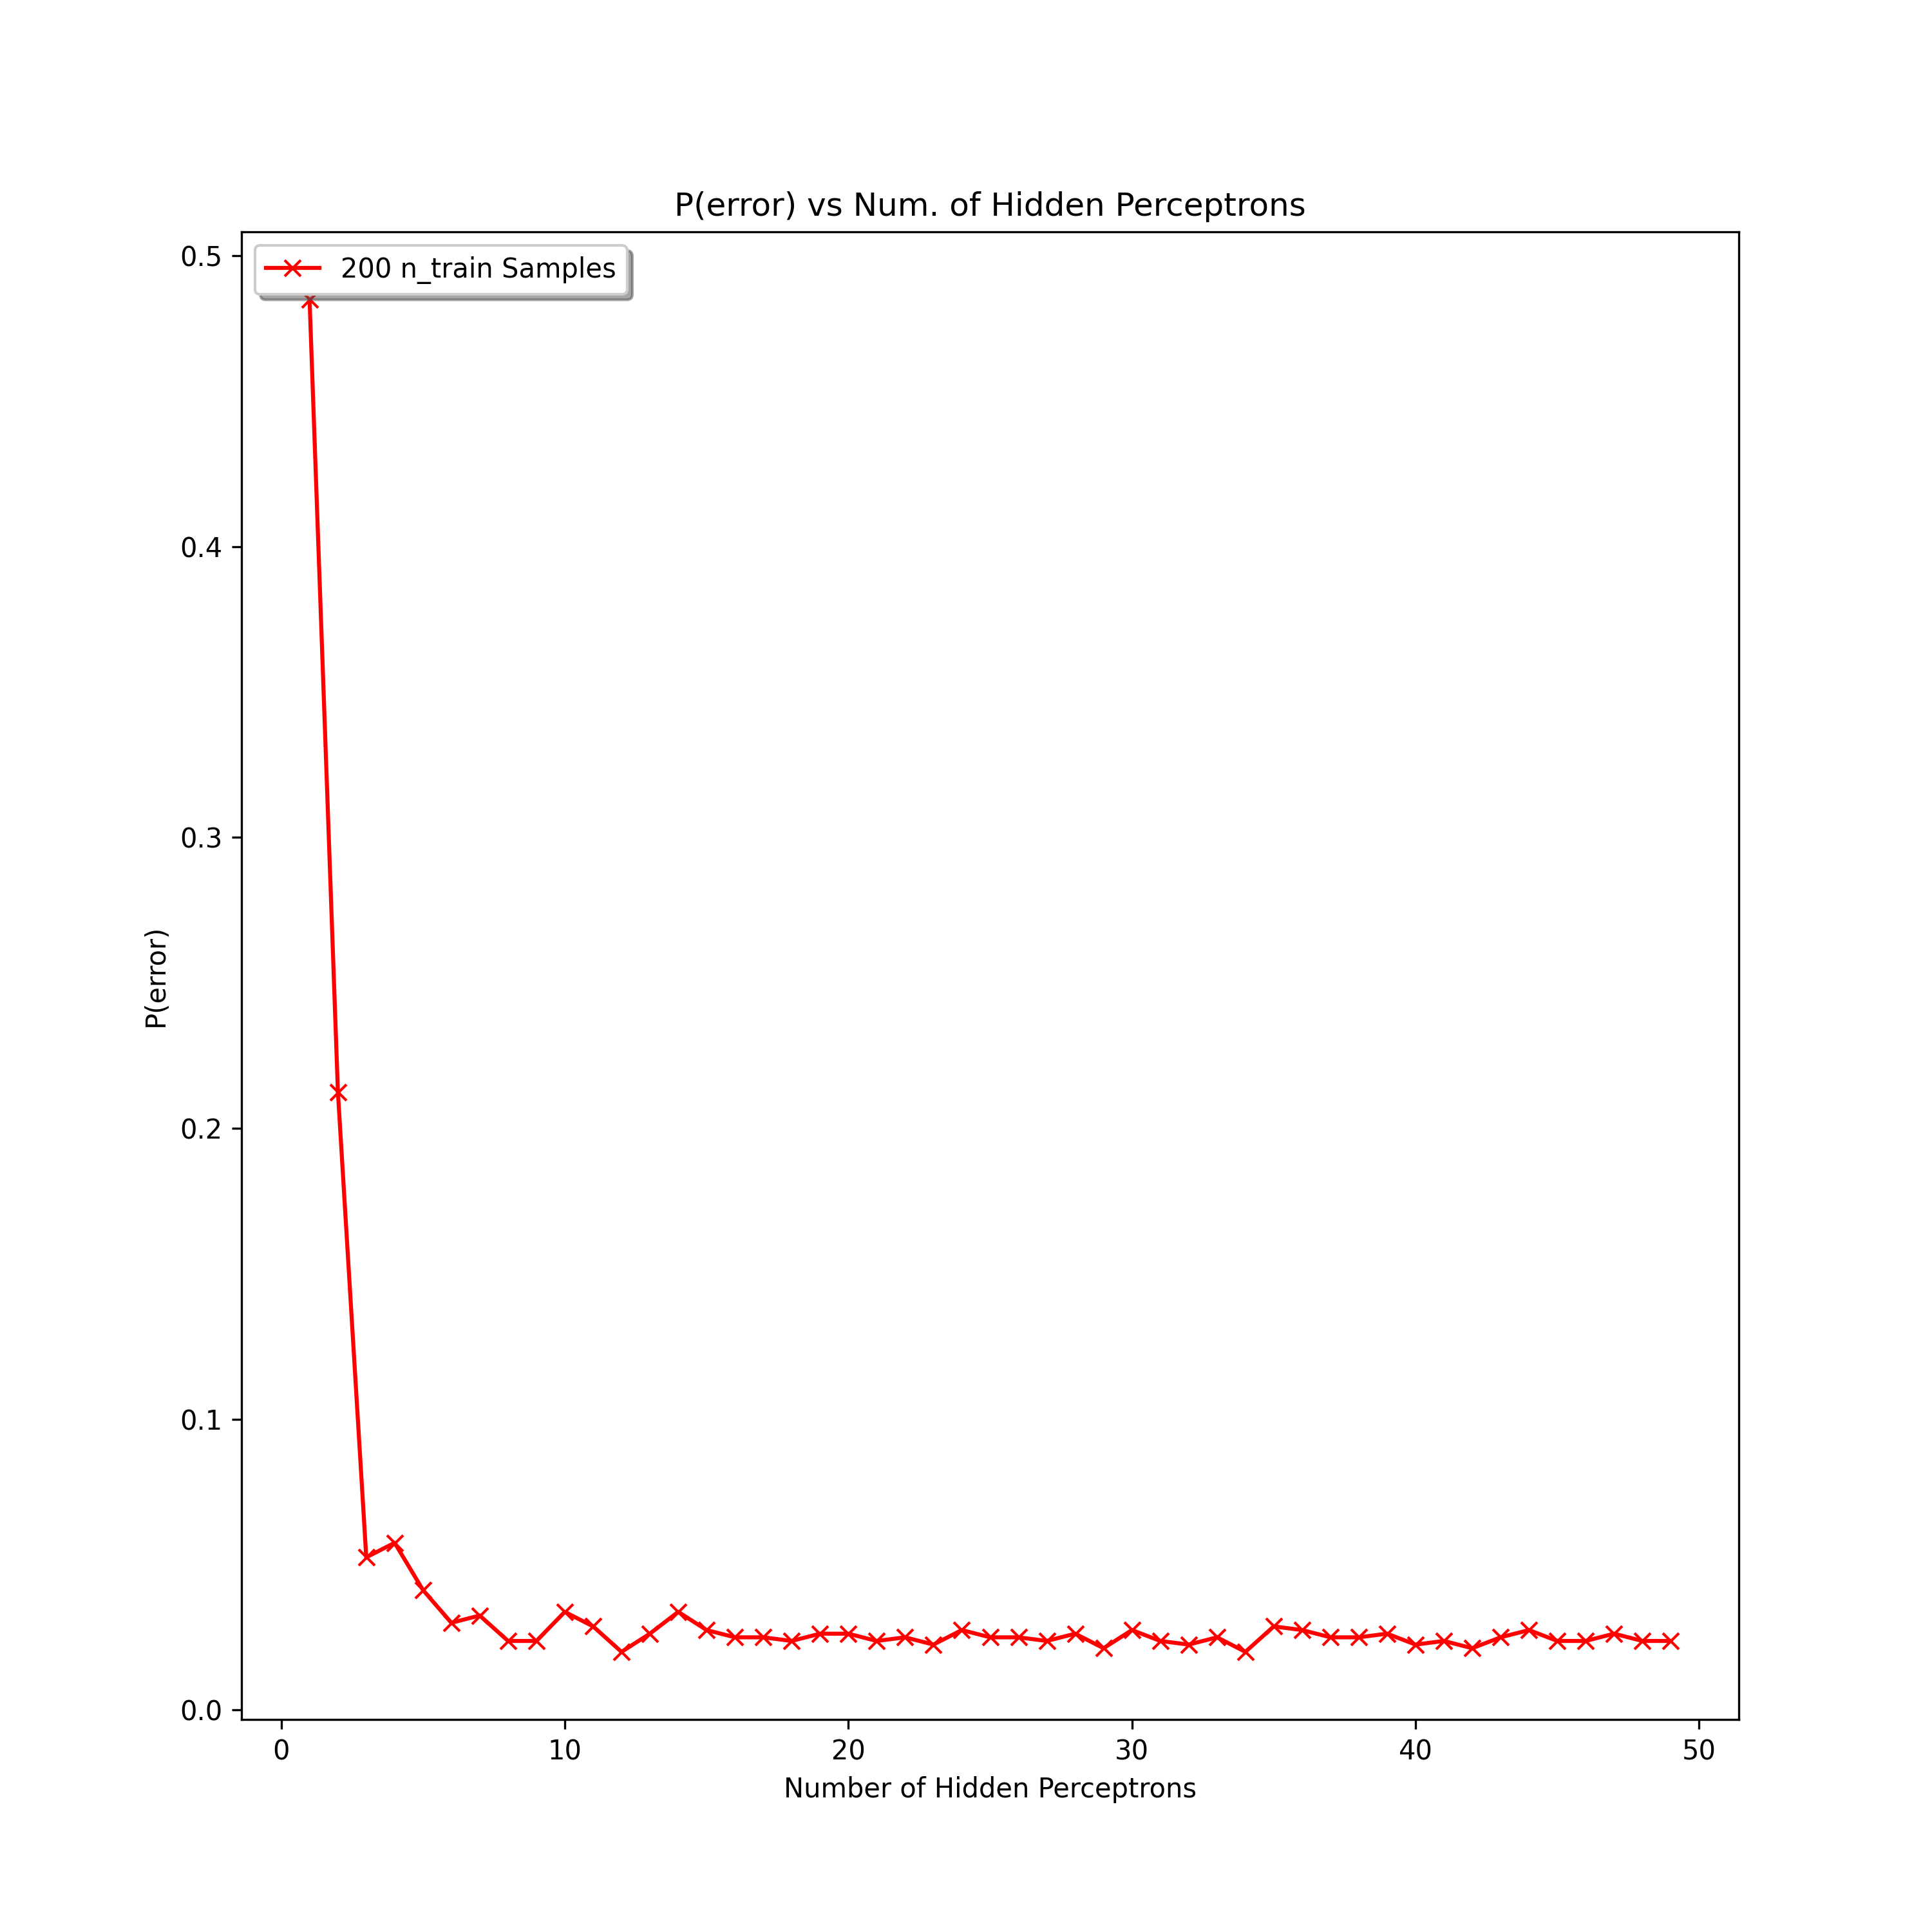 P(error) vs Num. of Hidden Perceptrons
200 n_train Samples
0.5
0.4
0.3
0.2
0.1
0.0
P(error)
0 10 20 30 40 50
Number of Hidden Perceptrons